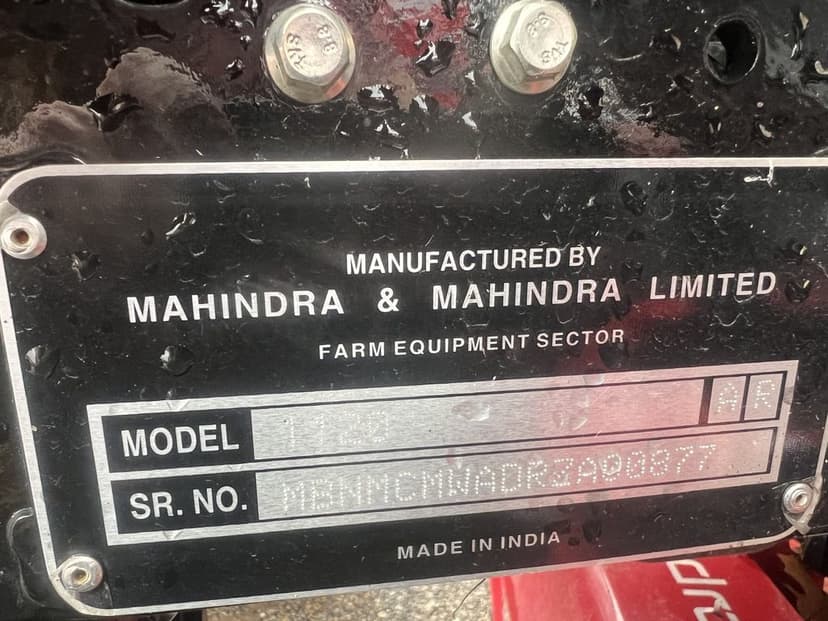 MANUFACTURED BY
MAHINDRA & MAHINDRA LIMITED
FARM EQUIPMENT SECTOR
MODEL 1120 A R
SR. NO. MBNMCMWADRZA00877
MADE IN INDIA